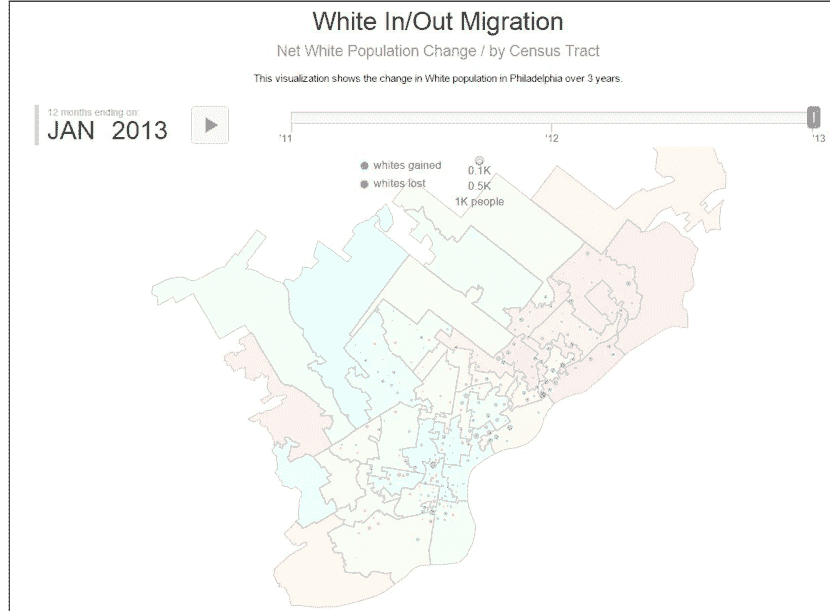 White In/Out Migration
Net White Population Change / by Census Tract
This visualization shows the change in White population in Philadelphia over 3 years.
12 months ending on:
JAN 2013
'11
'12
'13
whites gained
whites lost
0.1K
0.5K
1K people